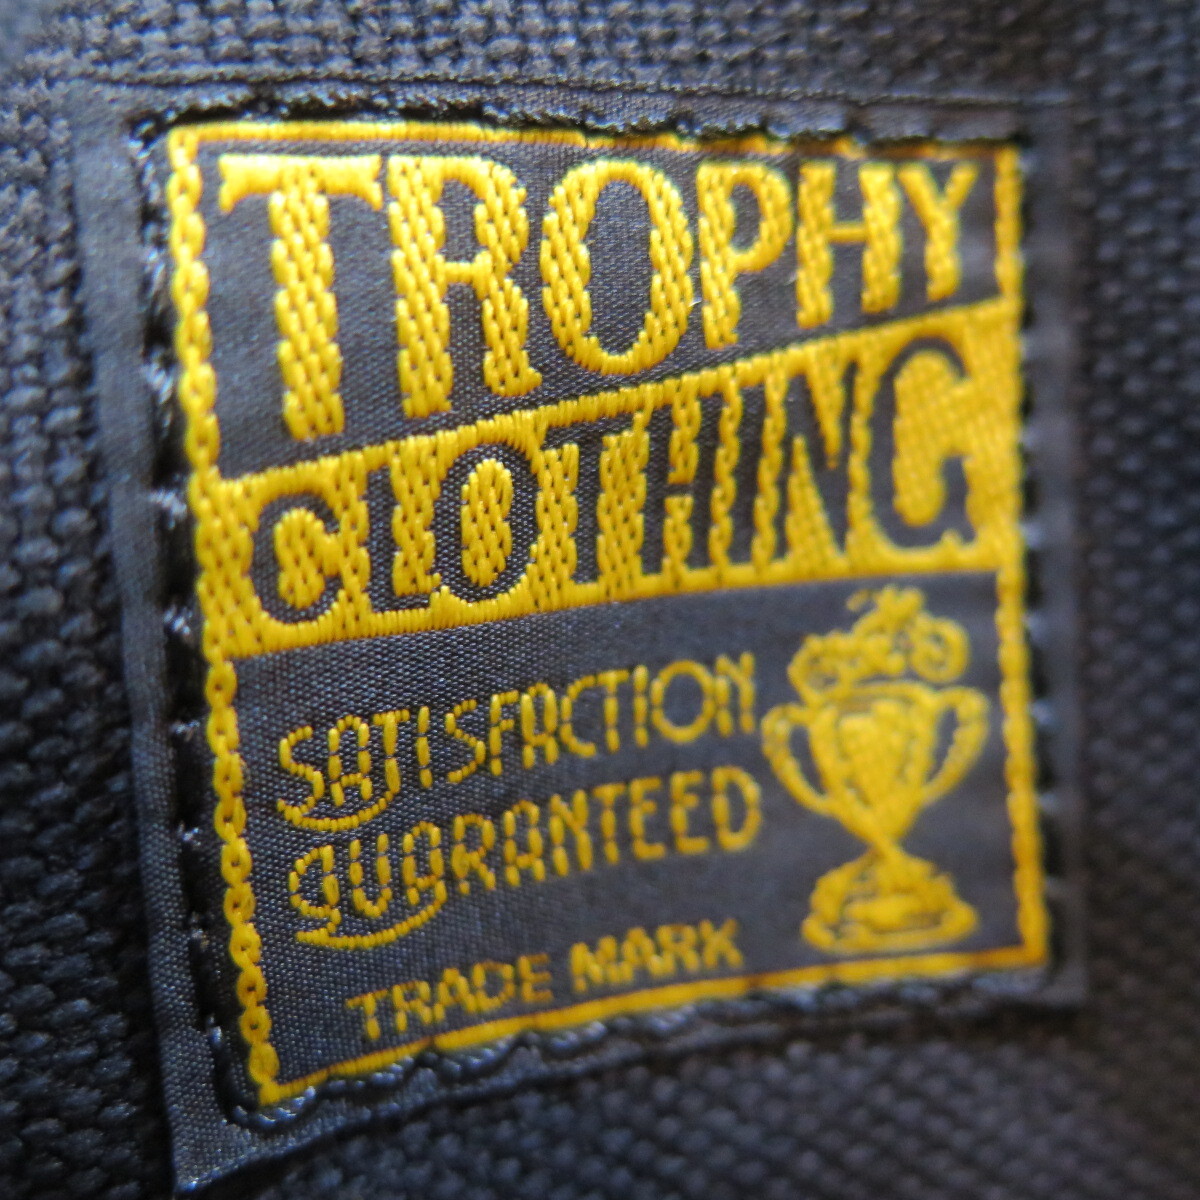 TROPHY
CLOTHING
SATISFACTION
GUARANTEED
TRADE MARK